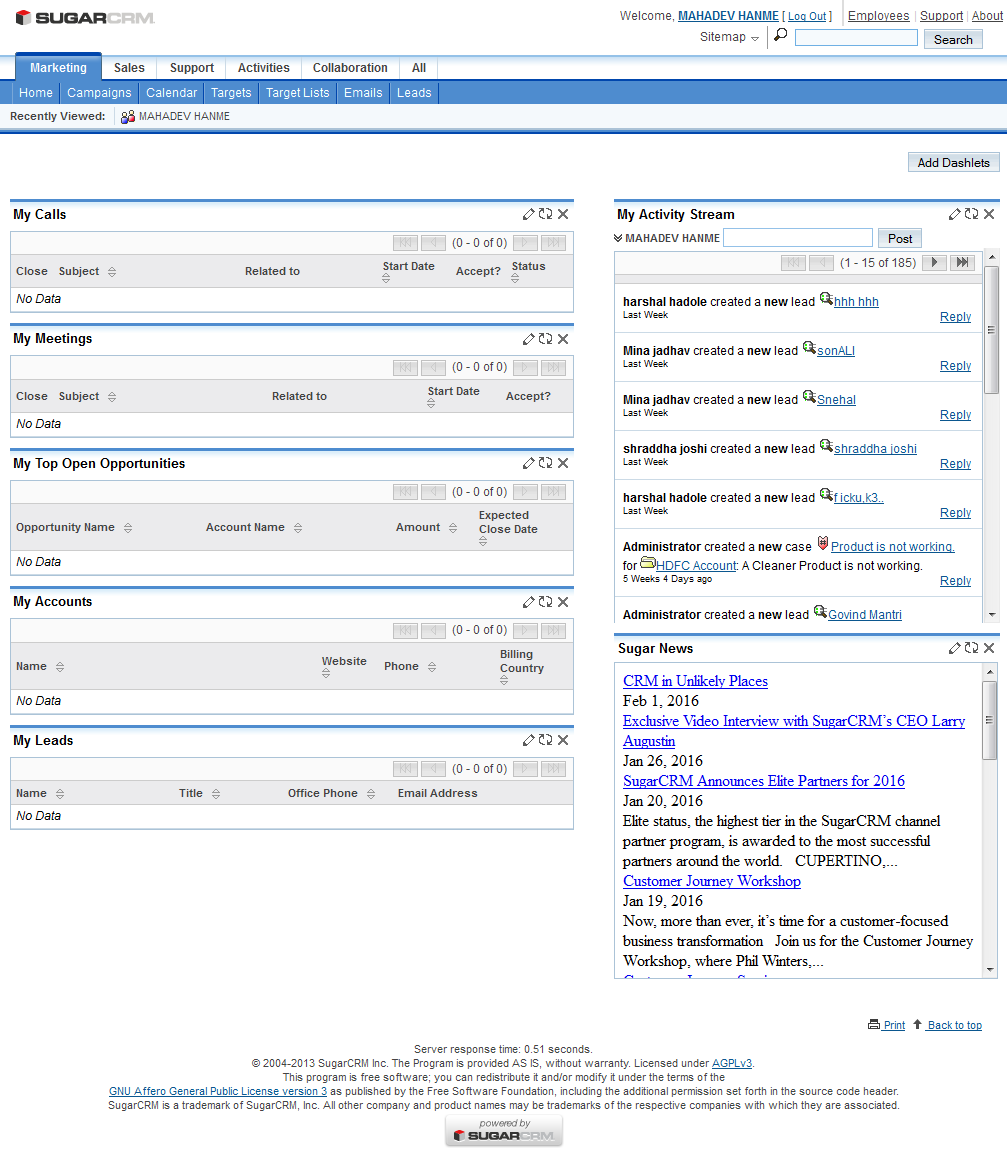 SUGARCRM
Welcome, MAHADEV HANME [ Log Out ] Employees | Support | About
Sitemap Search
Marketing Sales Support Activities Collaboration All
Home Campaigns Calendar Targets Target Lists Emails Leads
Recently Viewed: MAHADEV HANME
Add Dashlets
My Calls
(0 - 0 of 0)
Close Subject Related to Start Date Accept? Status
No Data
My Meetings
(0 - 0 of 0)
Close Subject Related to Start Date Accept?
No Data
My Top Open Opportunities
(0 - 0 of 0)
Opportunity Name Account Name Amount Expected
Close Date
No Data
My Accounts
(0 - 0 of 0)
Name Website Phone Billing
Country
No Data
My Leads
(0 - 0 of 0)
Name Title Office Phone Email Address
No Data
My Activity Stream
MAHADEV HANME Post
(1 - 15 of 185)
harshal hadole created a new lead hhh hhh
Last Week
Reply
Mina jadhav created a new lead sonALI
Last Week
Reply
Mina jadhav created a new lead Snehal
Last Week
Reply
shraddha joshi created a new lead shraddha joshi
Last Week
Reply
harshal hadole created a new lead f icku,k3..
Last Week
Reply
Administrator created a new case Product is not working.
for HDFC Account: A Cleaner Product is not working.
5 Weeks 4 Days ago
Reply
Administrator created a new lead Govind Mantri
Sugar News
CRM in Unlikely Places
Feb 1, 2016
Exclusive Video Interview with SugarCRM’s CEO Larry
Augustin
Jan 26, 2016
SugarCRM Announces Elite Partners for 2016
Jan 20, 2016
Elite status, the highest tier in the SugarCRM channel
partner program, is awarded to the most successful
partners around the world. CUPERTINO,...
Customer Journey Workshop
Jan 19, 2016
Now, more than ever, it’s time for a customer-focused
business transformation Join us for the Customer Journey
Workshop, where Phil Winters,...
Print Back to top
Server response time: 0.51 seconds.
© 2004-2013 SugarCRM Inc. The Program is provided AS IS, without warranty. Licensed under AGPLv3.
This program is free software; you can redistribute it and/or modify it under the terms of the
GNU Affero General Public License version 3 as published by the Free Software Foundation, including the additional permission set forth in the source code header.
SugarCRM is a trademark of SugarCRM, Inc. All other company and product names may be trademarks of the respective companies with which they are associated.
powered by
SUGARCRM